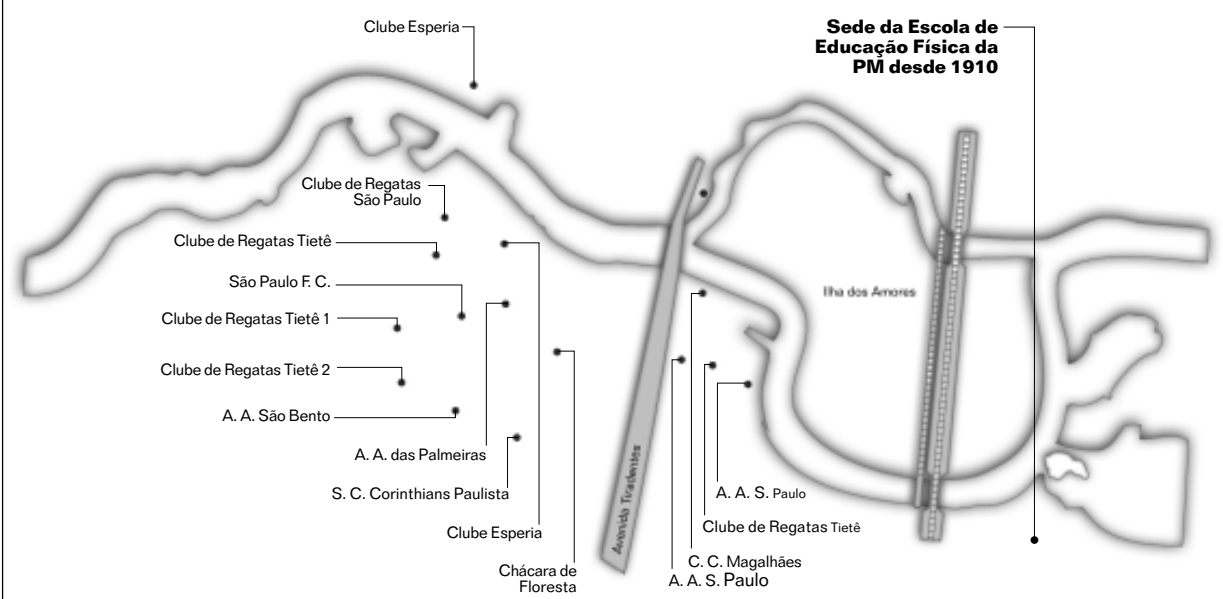 Clube Esperia
Sede da Escola de
Educação Física da
PM desde 1910
Clube de Regatas
São Paulo
Clube de Regatas Tietê
São Paulo F. C.
Clube de Regatas Tietê 1
Clube de Regatas Tietê 2
A. A. São Bento
A. A. das Palmeiras
S. C. Corinthians Paulista
Clube Esperia
Chácara de
Floresta
Avenida Tiradentes
Ilha dos Amores
A. A. S. Paulo
Clube de Regatas Tietê
C. C. Magalhães
A. A. S. Paulo